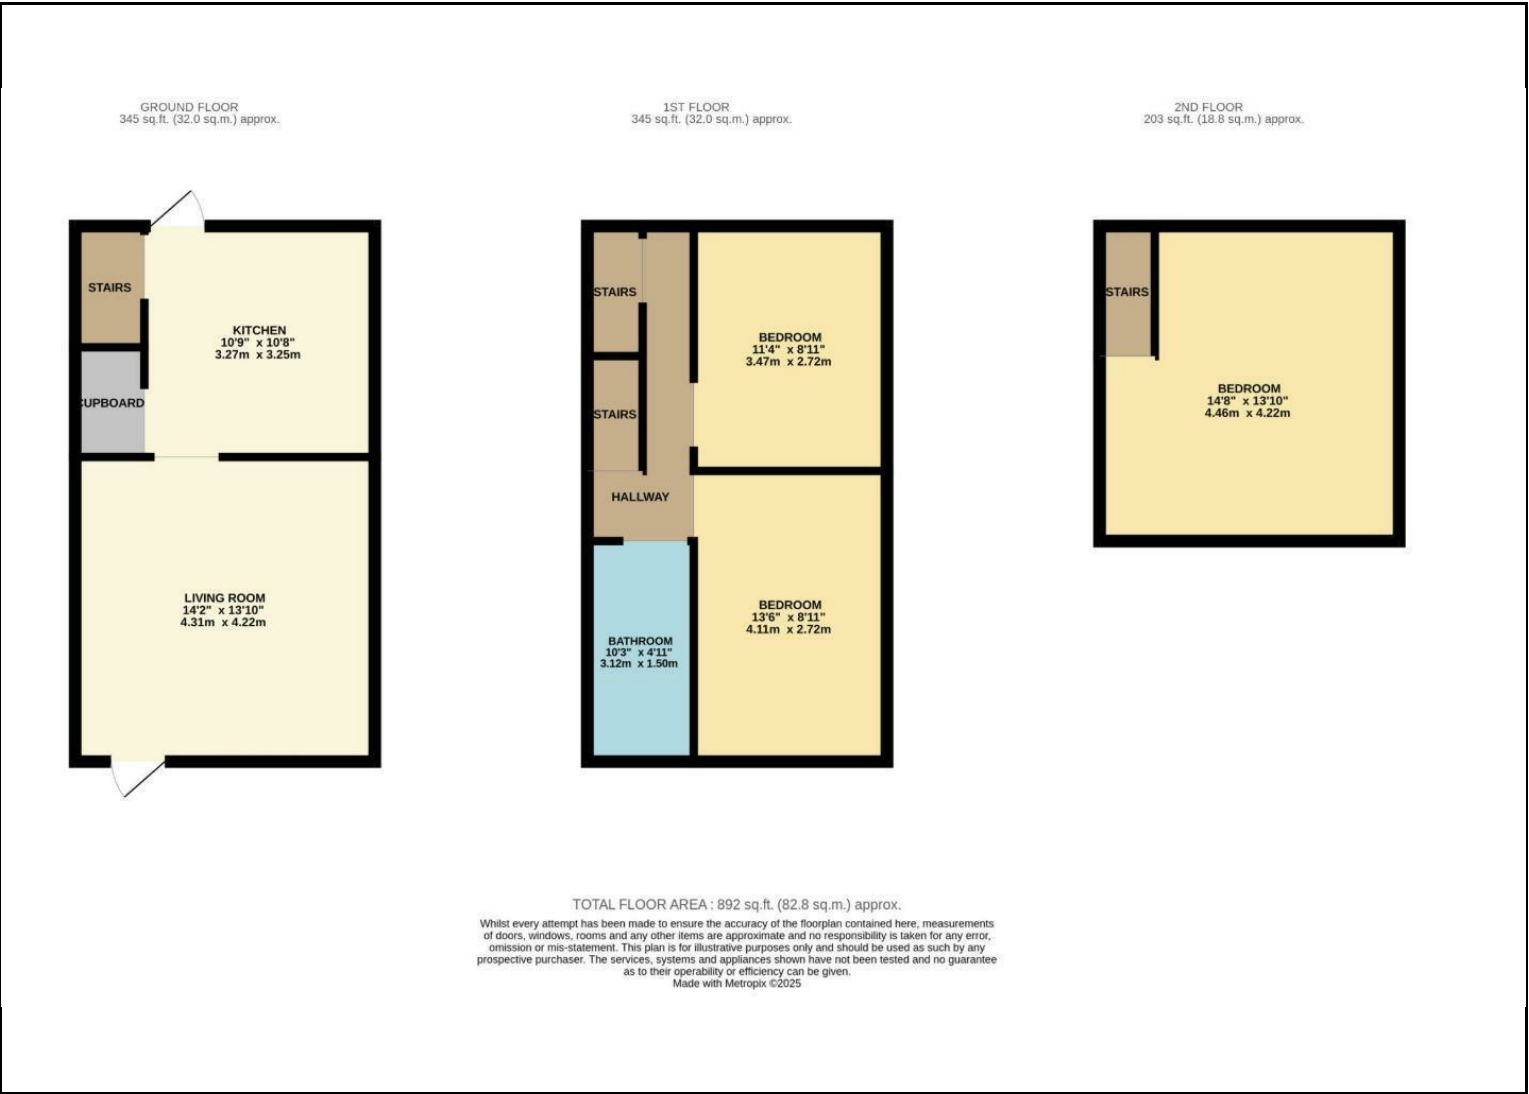 GROUND FLOOR
345 sq.ft. (32.0 sq.m.) approx.
1ST FLOOR
345 sq.ft. (32.0 sq.m.) approx.
2ND FLOOR
203 sq.ft. (18.8 sq.m.) approx.
STAIRS
KITCHEN
10'9" x 10'8"
3.27m x 3.25m
CUPBOARD
LIVING ROOM
14'2" x 13'10"
4.31m x 4.22m
STAIRS
BEDROOM
11'4" x 8'11"
3.47m x 2.72m
STAIRS
HALLWAY
BEDROOM
13'6" x 8'11"
4.11m x 2.72m
BATHROOM
10'3" x 4'11"
3.12m x 1.50m
STAIRS
BEDROOM
14'8" x 13'10"
4.46m x 4.22m
TOTAL FLOOR AREA : 892 sq.ft. (82.8 sq.m.) approx.
Whilst every attempt has been made to ensure the accuracy of the floorplan contained here, measurements
of doors, windows, rooms and any other items are approximate and no responsibility is taken for any error,
omission or mis-statement. This plan is for illustrative purposes only and should be used as such by any
prospective purchaser. The services, systems and appliances shown have not been tested and no guarantee
as to their operability or efficiency can be given.
Made with Metropix ©2025